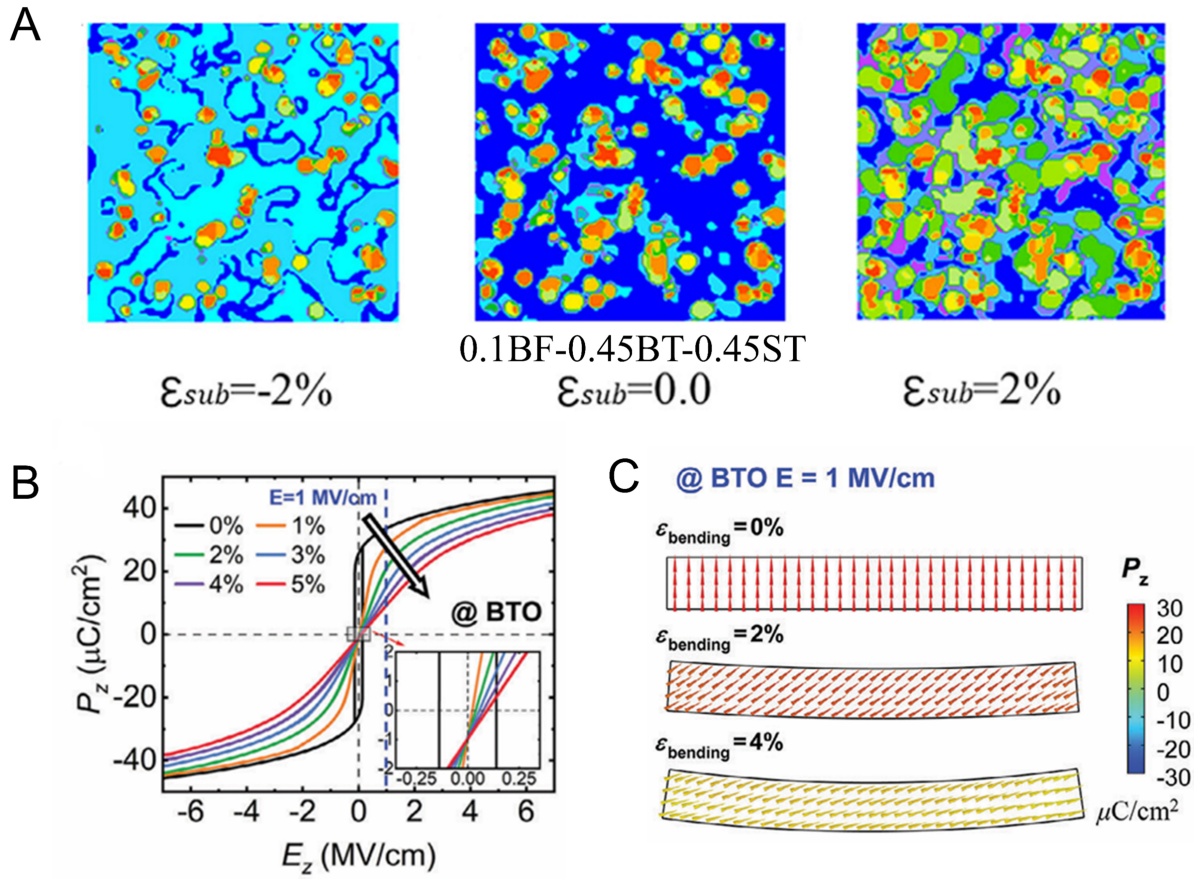 A
0.1BF-0.45BT-0.45ST
εsub=-2%
εsub=0.0
εsub=2%
B
E=1 MV/cm
0%
1%
2%
3%
4%
5%
@ BTO
40
20
0
-20
-40
Pz (μC/cm²)
2
1
0
-1
-2
-0.25
0.00
0.25
-6
-4
-2
0
2
4
6
Ez (MV/cm)
C
@ BTO E = 1 MV/cm
εbending=0%
εbending=2%
εbending=4%
Pz
30
20
10
0
-10
-20
-30
μC/cm²